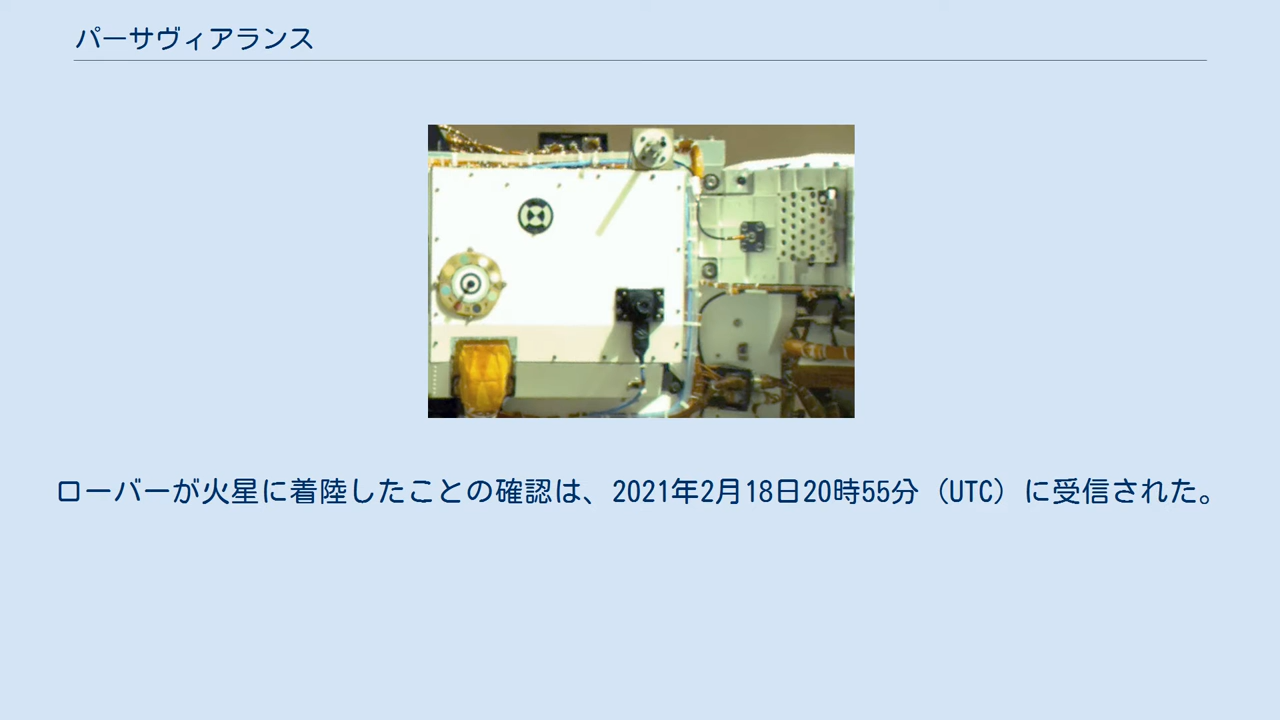 パーサヴィアランス
ローバーが火星に着陸したことの確認は、2021年2月18日20時55分（UTC）に受信された。